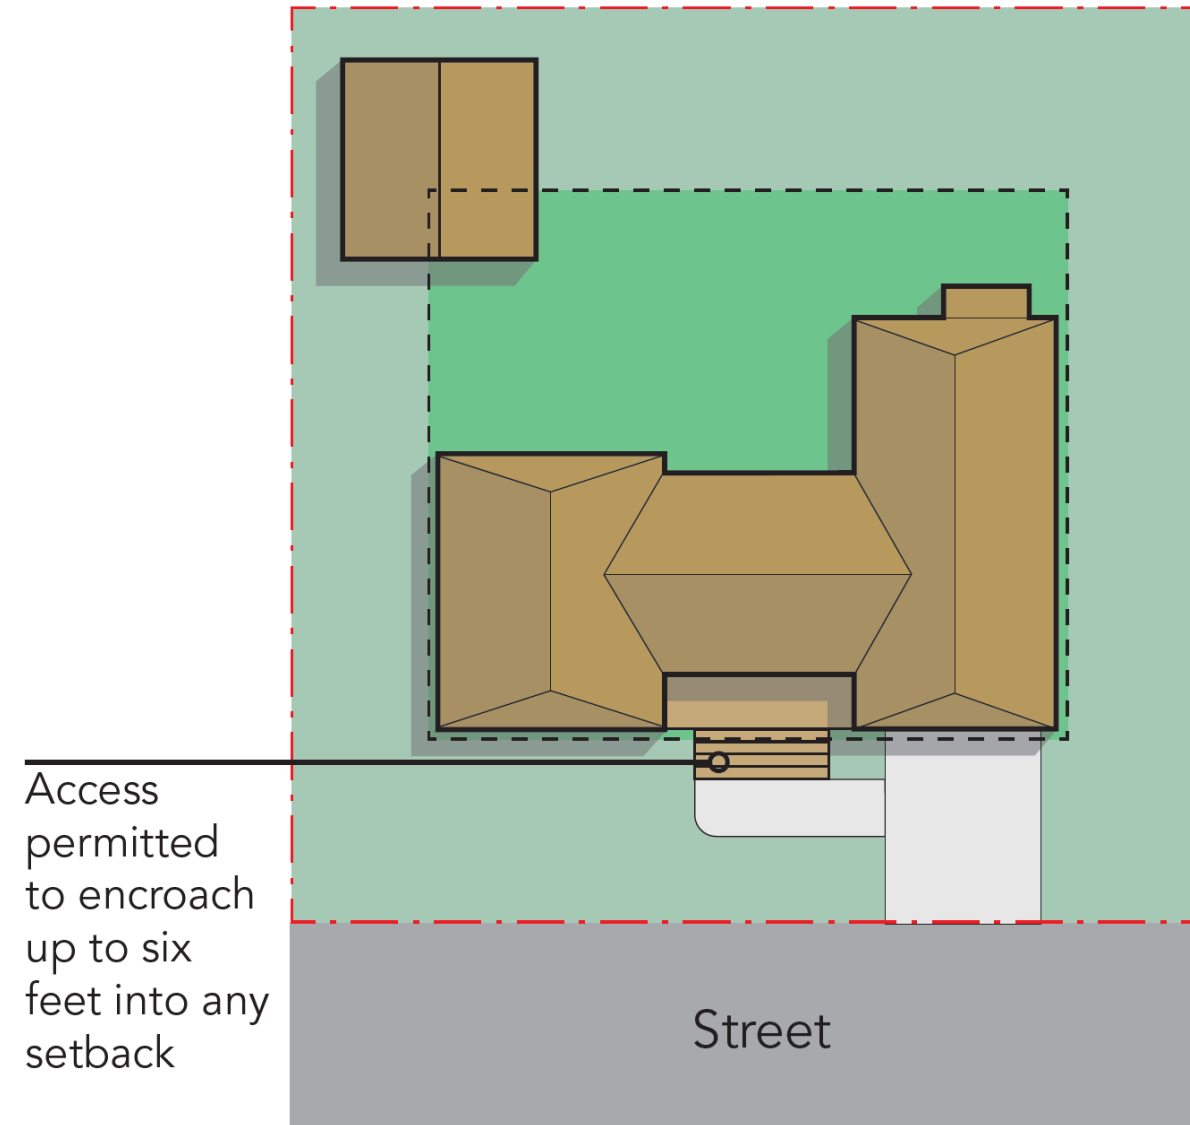 Access
permitted
to encroach
up to six
feet into any
setback
Street